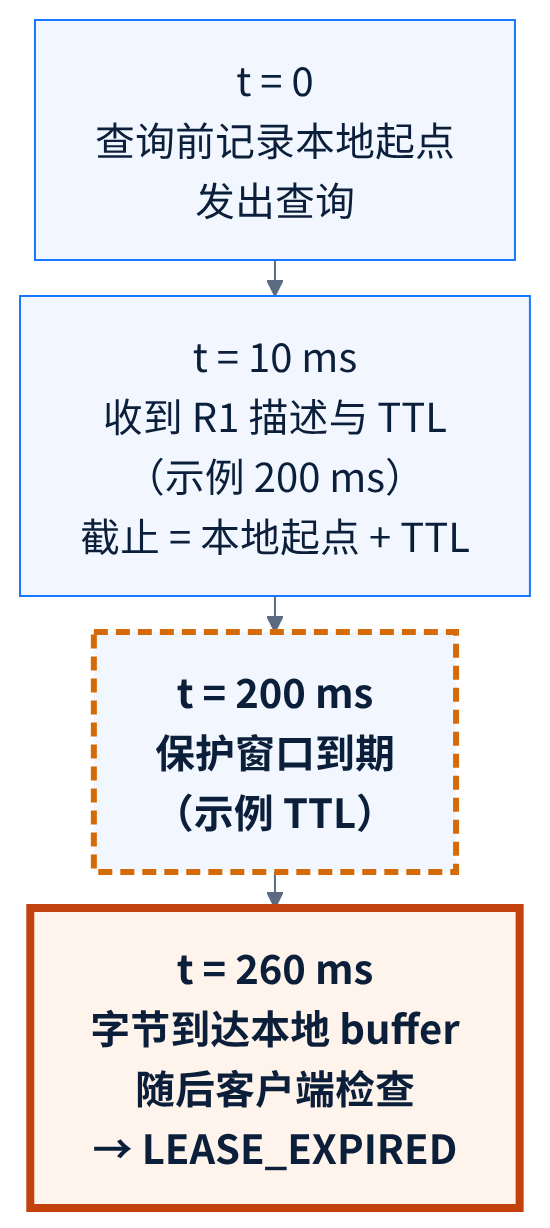 t = 0
查询前记录本地起点
发出查询
t = 10 ms
收到 R1 描述与 TTL
（示例 200 ms）
截止 = 本地起点 + TTL
t = 200 ms
保护窗口到期
（示例 TTL）
t = 260 ms
字节到达本地 buffer
随后客户端检查
→ LEASE_EXPIRED